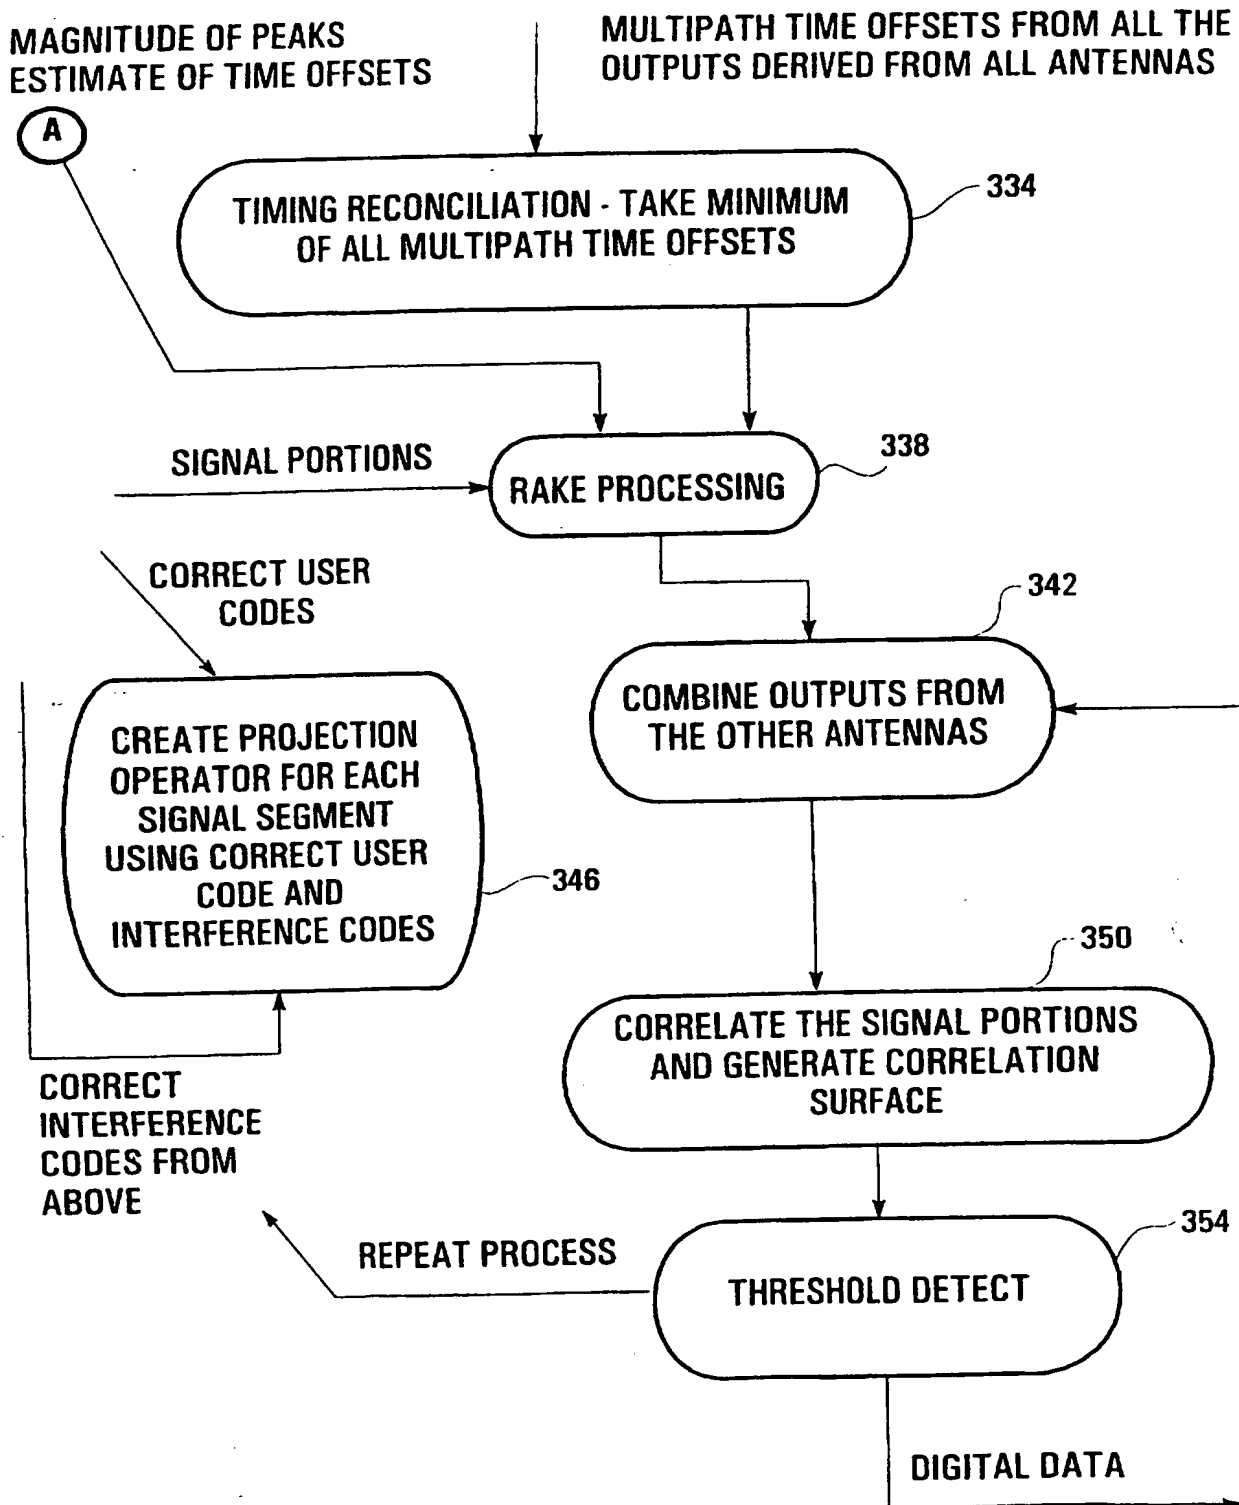 MAGNITUDE OF PEAKS
ESTIMATE OF TIME OFFSETS
MULTIPATH TIME OFFSETS FROM ALL THE
OUTPUTS DERIVED FROM ALL ANTENNAS
A
TIMING RECONCILIATION - TAKE MINIMUM
OF ALL MULTIPATH TIME OFFSETS
334
SIGNAL PORTIONS
RAKE PROCESSING
338
CORRECT USER
CODES
342
COMBINE OUTPUTS FROM
THE OTHER ANTENNAS
CREATE PROJECTION
OPERATOR FOR EACH
SIGNAL SEGMENT
USING CORRECT USER
CODE AND
INTERFERENCE CODES
346
350
CORRELATE THE SIGNAL PORTIONS
AND GENERATE CORRELATION
SURFACE
CORRECT
INTERFERENCE
CODES FROM
ABOVE
REPEAT PROCESS
354
THRESHOLD DETECT
DIGITAL DATA